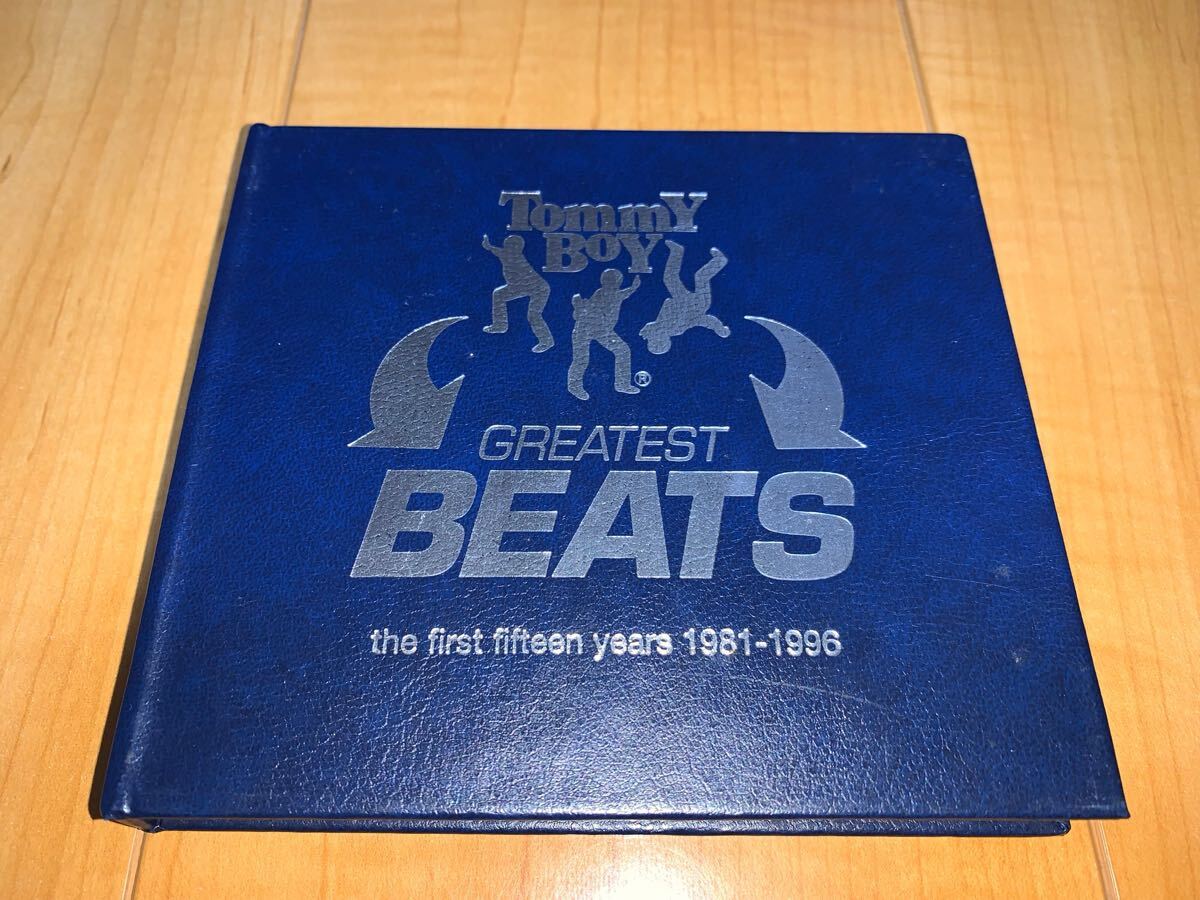 TommY
BoY
®
GREATEST
BEATS
the first fifteen years 1981-1996